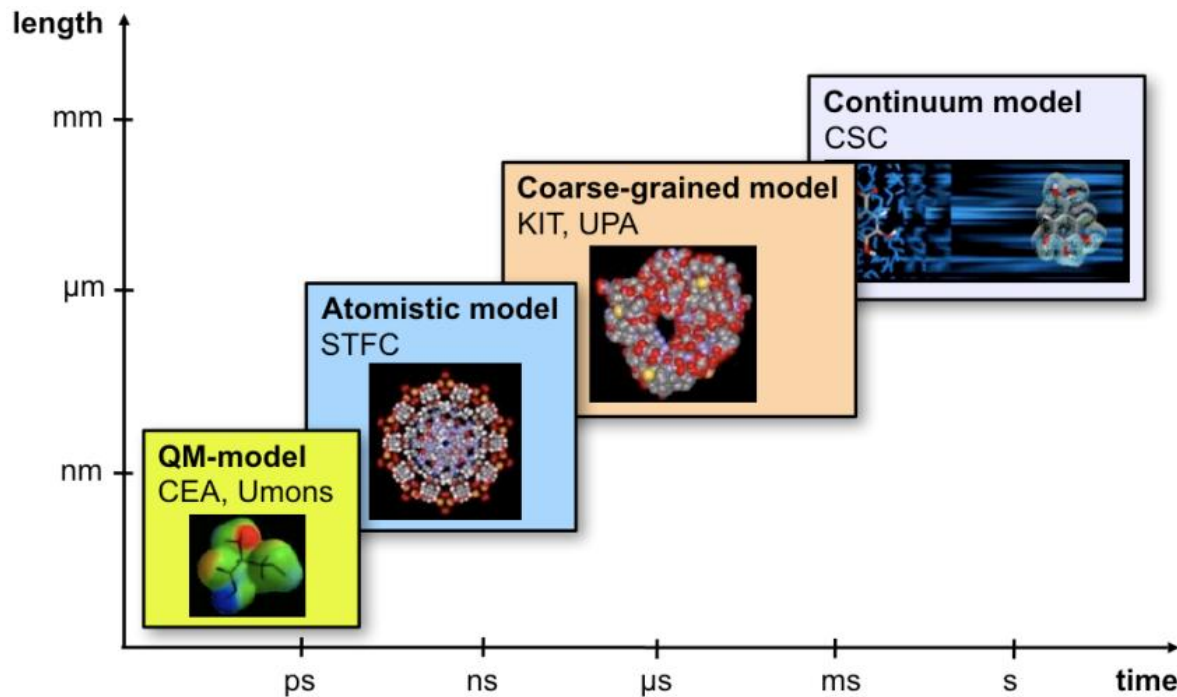 length
mm
Continuum model
CSC
Coarse-grained model
KIT, UPA
µm
Atomistic model
STFC
nm
QM-model
CEA, Umons
ps
ns
µs
ms
s
time